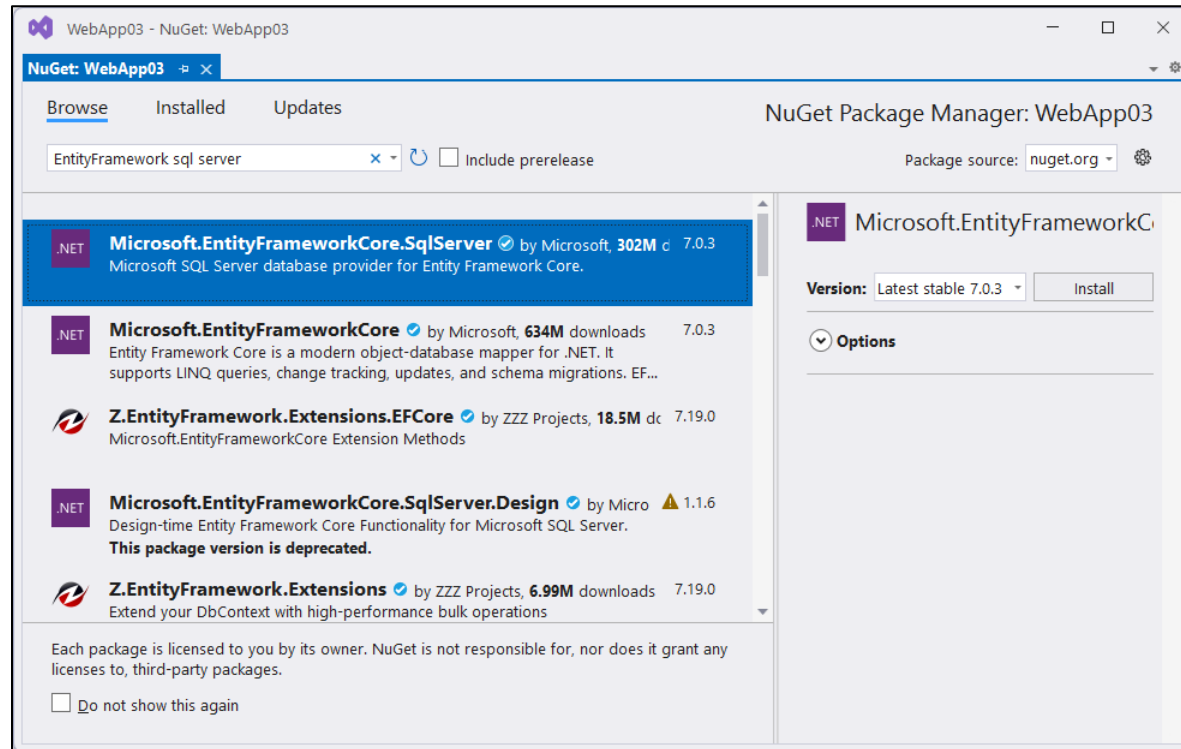 WebApp03 - NuGet: WebApp03
NuGet: WebApp03
Browse Installed Updates
NuGet Package Manager: WebApp03
EntityFramework sql server
Include prerelease
Package source: nuget.org
.NET
Microsoft.EntityFrameworkCore.SqlServer by Microsoft, 302M d 7.0.3
Microsoft SQL Server database provider for Entity Framework Core.
.NET
Microsoft.EntityFrameworkCore by Microsoft, 634M downloads 7.0.3
Entity Framework Core is a modern object-database mapper for .NET. It
supports LINQ queries, change tracking, updates, and schema migrations. EF...
Z.EntityFramework.Extensions.EFCore by ZZZ Projects, 18.5M dc 7.19.0
Microsoft.EntityFrameworkCore Extension Methods
.NET
Microsoft.EntityFrameworkCore.SqlServer.Design by Micro 1.1.6
Design-time Entity Framework Core Functionality for Microsoft SQL Server.
This package version is deprecated.
Z.EntityFramework.Extensions by ZZZ Projects, 6.99M downloads 7.19.0
Extend your DbContext with high-performance bulk operations
Each package is licensed to you by its owner. NuGet is not responsible for, nor does it grant any
licenses to, third-party packages.
Do not show this again
.NET
Microsoft.EntityFrameworkC
Version: Latest stable 7.0.3 Install
Options